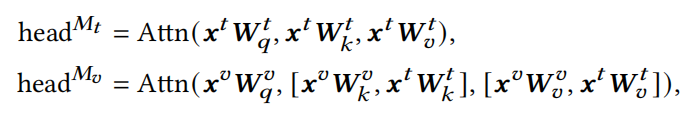 head^{M_t} = Attn(x^t W_q^t, x^t W_k^t, x^t W_v^t),
head^{M_v} = Attn(x^v W_q^v, [x^v W_k^v, x^t W_k^t], [x^v W_v^v, x^t W_v^t]),